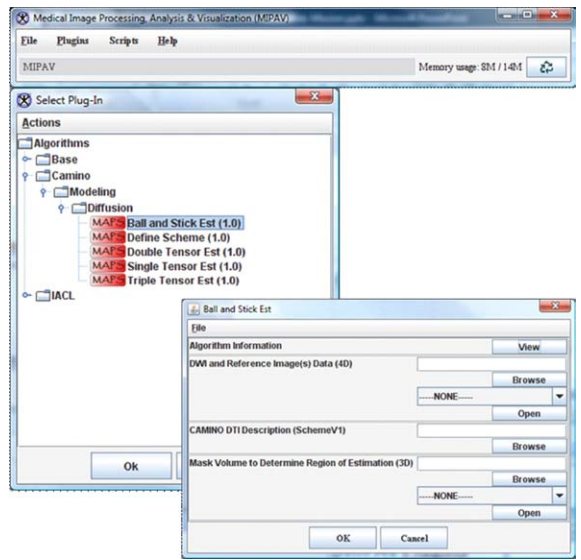 Medical Image Processing, Analysis & Visualization (MIPAV)
File Plugins Scripts Help
MIPAV Memory usage: 8M / 14M
Select Plug-In
Actions
Algorithms
Base
Camino
Modeling
Diffusion
MAPS Ball and Stick Est (1.0)
MAPS Define Scheme (1.0)
MAPS Double Tensor Est (1.0)
MAPS Single Tensor Est (1.0)
MAPS Triple Tensor Est (1.0)
IACL
Ok
Ball and Stick Est
File
Algorithm Information View
DWI and Reference Image(s) Data (4D)
Browse
-----NONE-----
Open
CAMINO DTI Description (SchemeV1)
Browse
Mask Volume to Determine Region of Estimation (3D)
Browse
-----NONE-----
Open
OK Cancel